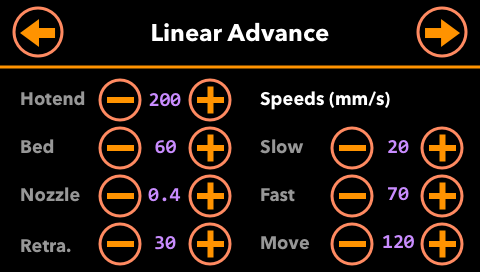 Linear Advance
Hotend 200 Speeds (mm/s)
Bed 60 Slow 20
Nozzle 0.4 Fast 70
Retra. 30 Move 120